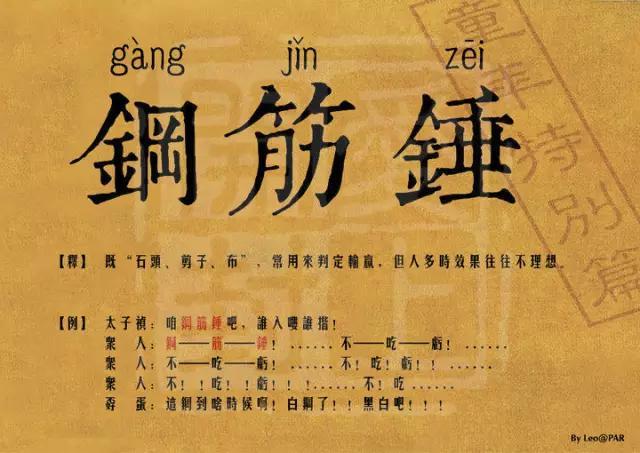 gàng jǐn zēi
鋼筋錘
童年特別篇
【釋】 既“石頭、剪子、布”，常用來判定輸贏，但人多時效果往往不理想。
【例】 太子禎：咱鋼筋錘吧，誰入嘤誰揩！
衆 人：鋼——筋——錘！......不——吃——虧！......
衆 人：不——吃——虧！......不！吃！虧！！......
衆 人：不！！吃！！虧！！！......不！吃......
孬 蛋：這鋼到啥時候啊！白鋼了！！黑白吧！！！
By Leo@PAR